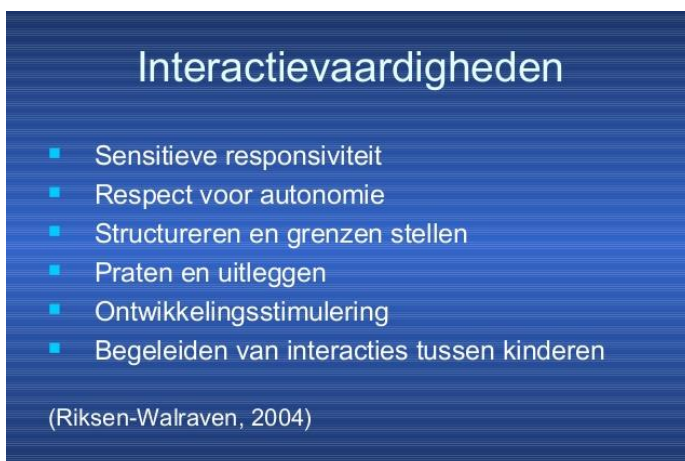 Interactievaardigheden
Sensitieve responsiviteit
Respect voor autonomie
Structureren en grenzen stellen
Praten en uitleggen
Ontwikkelingsstimulering
Begeleiden van interacties tussen kinderen
(Riksen-Walraven, 2004)